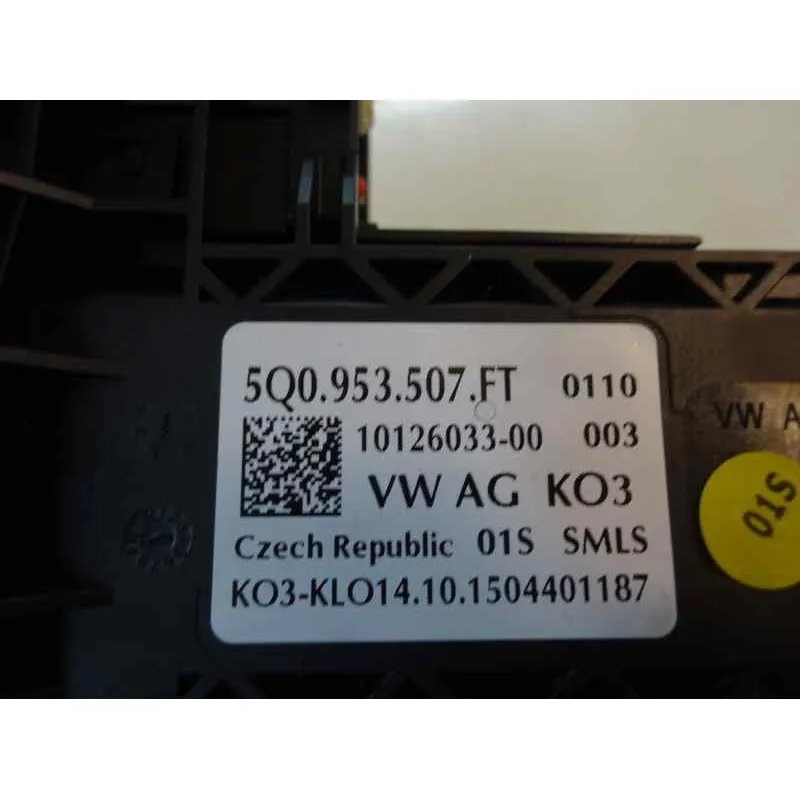 5Q0.953.507.FT 0110
10126033-00 003
VW AG KO3
Czech Republic 01S SMLS
KO3-KLO14.10.1504401187
VW A
01S